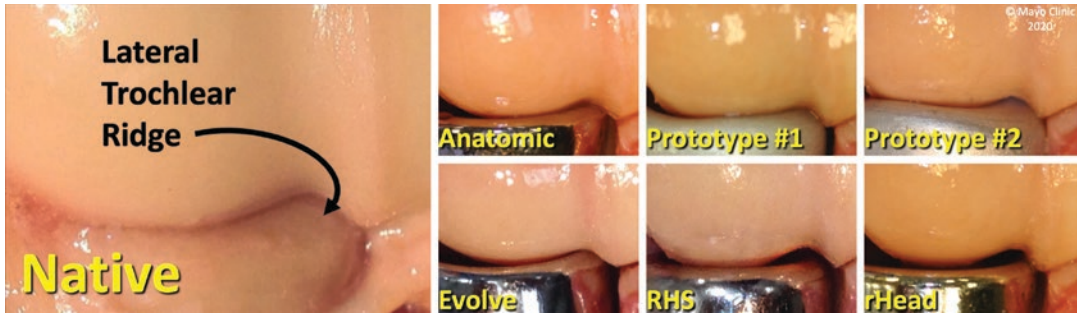 Lateral
Trochlear
Ridge
Native
Anatomic
Prototype #1
Prototype #2
© Mayo Clinic
2020
Evolve
RHS
rHead